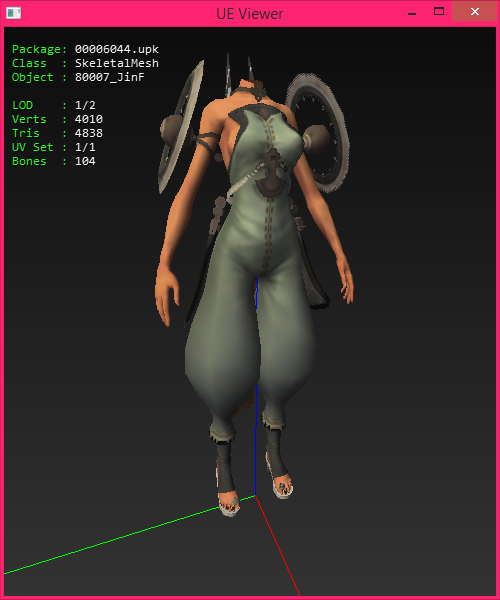 UE Viewer
Package: 00006044.upk
Class  : SkeletalMesh
Object : 80007_JinF
LOD    : 1/2
Verts  : 4010
Tris   : 4838
UV Set : 1/1
Bones  : 104